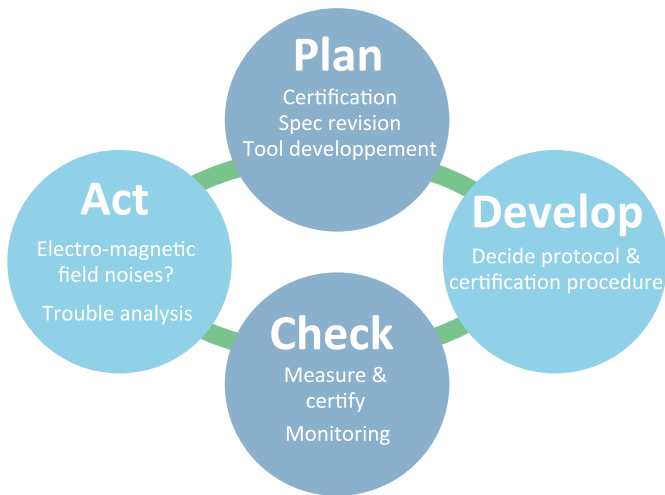 Plan
Certification
Spec revision
Tool developpement
Act
Electro-magnetic
field noises?
Trouble analysis
Develop
Decide protocol &
certification procedure
Check
Measure &
certify
Monitoring